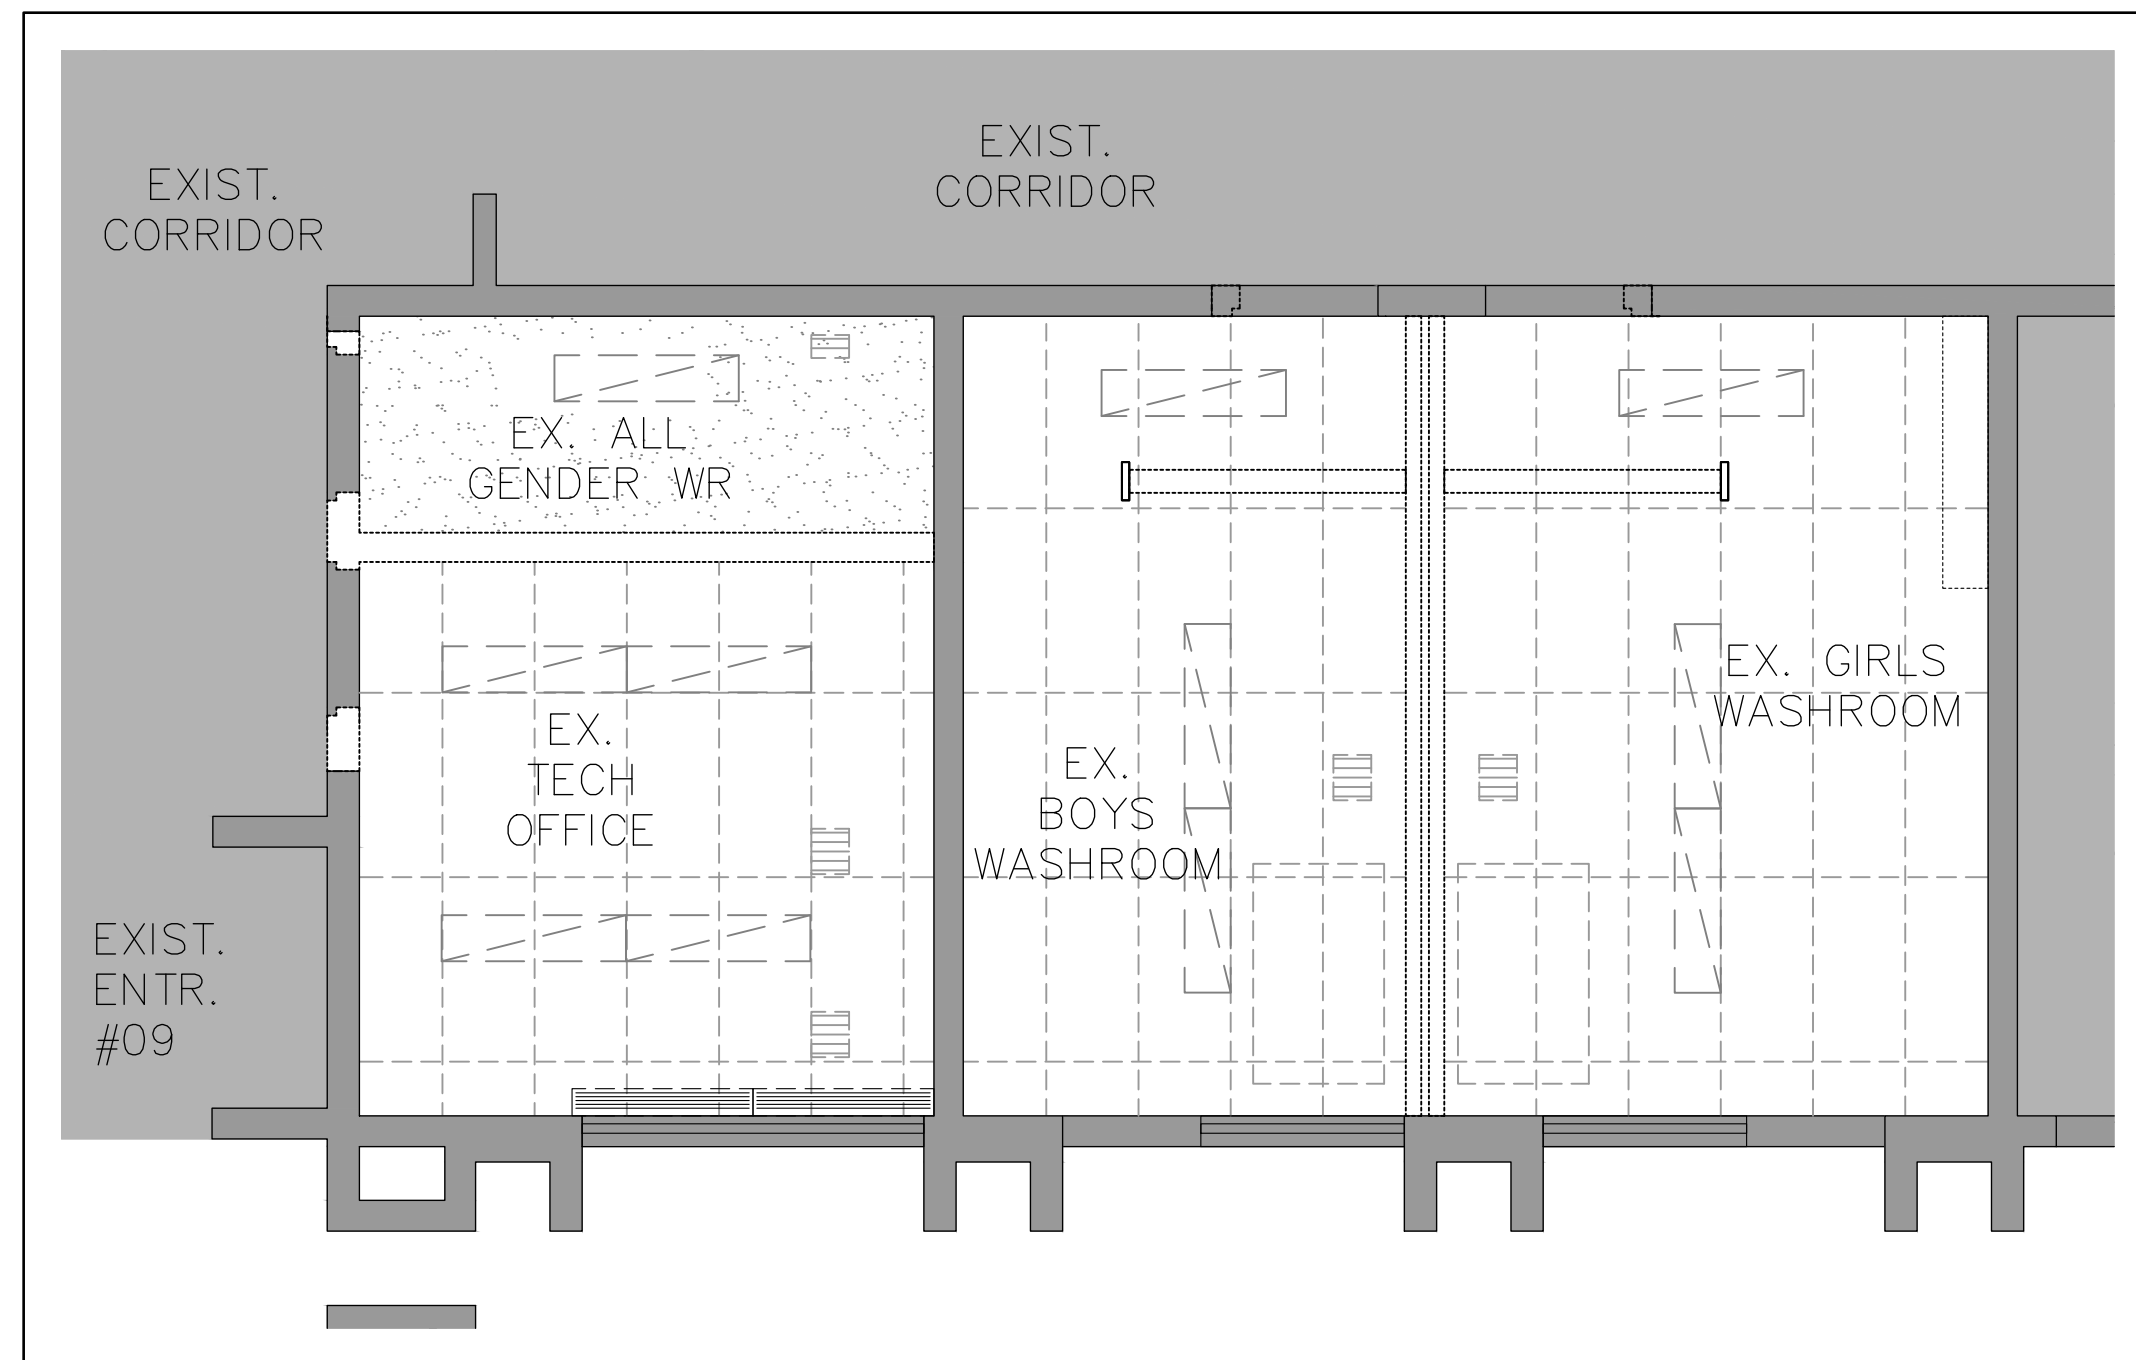 EXIST.
CORRIDOR
EXIST.
CORRIDOR
EX. ALL
GENDER WR
EX.
TECH
OFFICE
EX.
BOYS
WASHROOM
EX. GIRLS
WASHROOM
EXIST.
ENTR.
#09